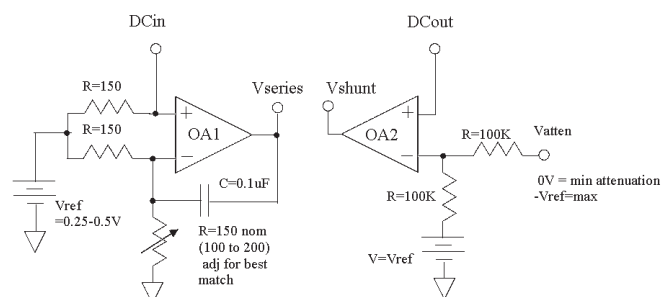 DCin
DCout
R=150
Vseries
Vshunt
R=150
+
OA1
−
+
OA2
−
R=100K
Vatten
C=0.1uF
0V = min attenuation
-Vref=max
Vref
=0.25-0.5V
R=150 nom
(100 to 200)
adj for best
match
R=100K
V=Vref